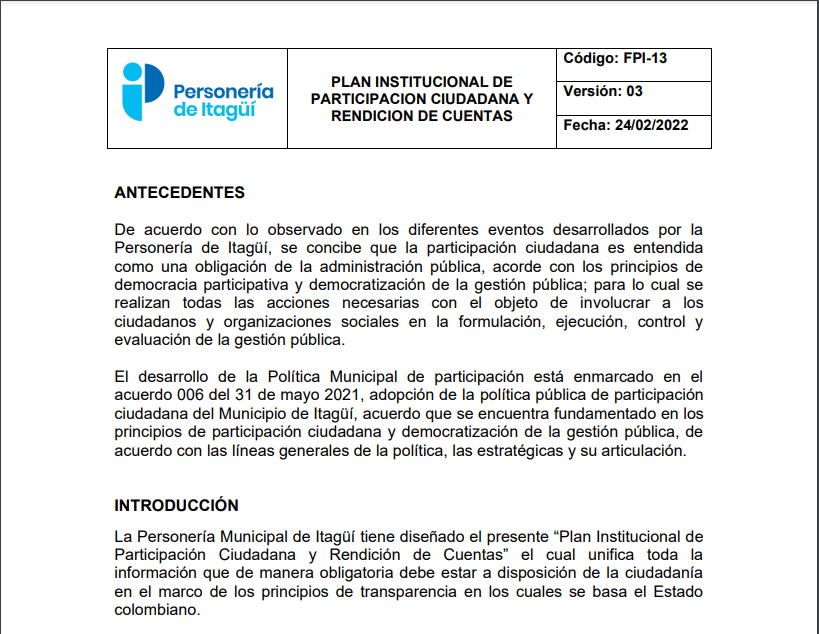 Personería
de Itagüí
PLAN INSTITUCIONAL DE
PARTICIPACION CIUDADANA Y
RENDICION DE CUENTAS
Código: FPI-13
Versión: 03
Fecha: 24/02/2022
ANTECEDENTES
De acuerdo con lo observado en los diferentes eventos desarrollados por la
Personería de Itagüí, se concibe que la participación ciudadana es entendida
como una obligación de la administración pública, acorde con los principios de
democracia participativa y democratización de la gestión pública; para lo cual se
realizan todas las acciones necesarias con el objeto de involucrar a los
ciudadanos y organizaciones sociales en la formulación, ejecución, control y
evaluación de la gestión pública.
El desarrollo de la Política Municipal de participación está enmarcado en el
acuerdo 006 del 31 de mayo 2021, adopción de la política pública de participación
ciudadana del Municipio de Itagüí, acuerdo que se encuentra fundamentado en los
principios de participación ciudadana y democratización de la gestión pública, de
acuerdo con las líneas generales de la política, las estratégicas y su articulación.
INTRODUCCIÓN
La Personería Municipal de Itagüí tiene diseñado el presente “Plan Institucional de
Participación Ciudadana y Rendición de Cuentas” el cual unifica toda la
información que de manera obligatoria debe estar a disposición de la ciudadanía
en el marco de los principios de transparencia en los cuales se basa el Estado
colombiano.